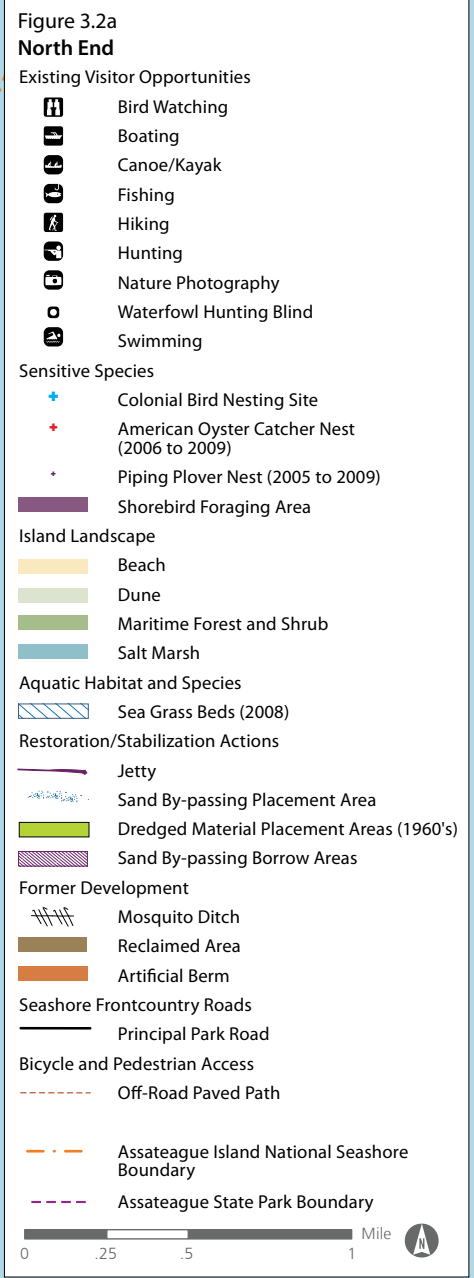 Figure 3.2a
North End
Existing Visitor Opportunities
Bird Watching
Boating
Canoe/Kayak
Fishing
Hiking
Hunting
Nature Photography
Waterfowl Hunting Blind
Swimming
Sensitive Species
Colonial Bird Nesting Site
American Oyster Catcher Nest
(2006 to 2009)
Piping Plover Nest (2005 to 2009)
Shorebird Foraging Area
Island Landscape
Beach
Dune
Maritime Forest and Shrub
Salt Marsh
Aquatic Habitat and Species
Sea Grass Beds (2008)
Restoration/Stabilization Actions
Jetty
Sand By-passing Placement Area
Dredged Material Placement Areas (1960's)
Sand By-passing Borrow Areas
Former Development
Mosquito Ditch
Reclaimed Area
Artificial Berm
Seashore Frontcountry Roads
Principal Park Road
Bicycle and Pedestrian Access
Off-Road Paved Path
Assateague Island National Seashore
Boundary
Assateague State Park Boundary
Mile
N
0 .25 .5 1